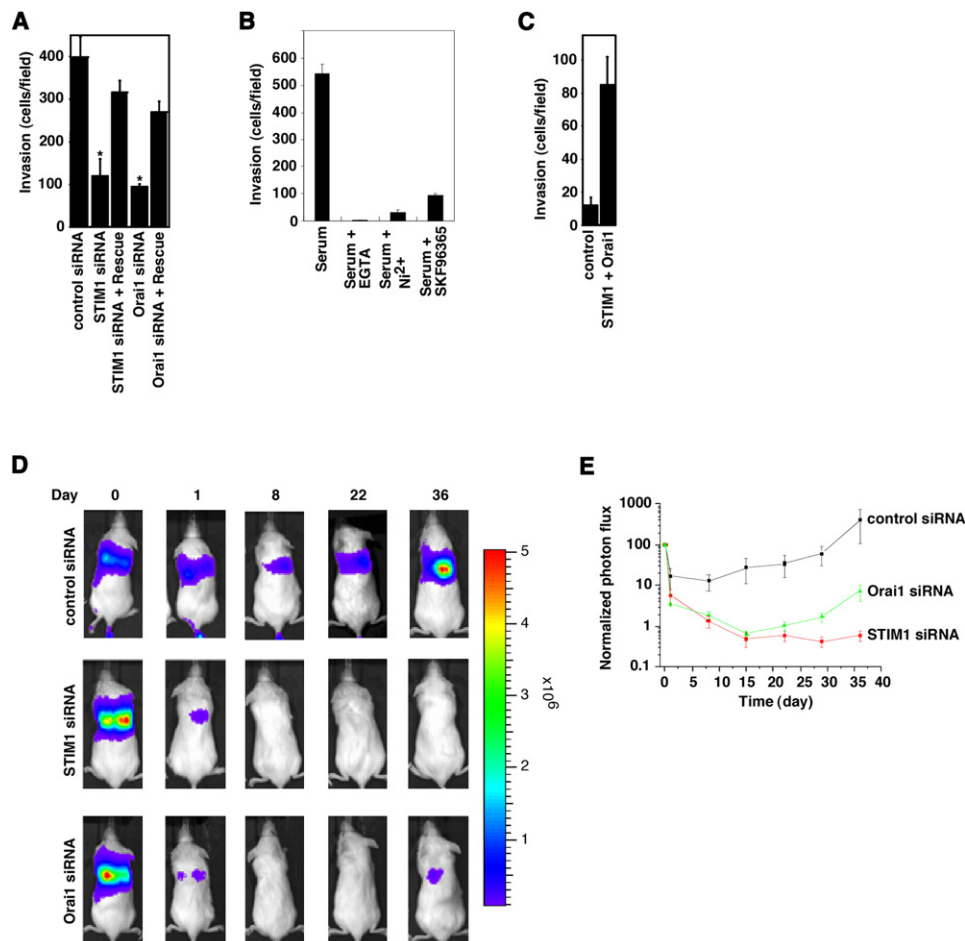 A
Invasion (cells/field)
400
300
200
100
0
*
*
control siRNA
STIM1 siRNA
STIM1 siRNA + Rescue
Orai1 siRNA
Orai1 siRNA + Rescue
B
Invasion (cells/field)
600
500
400
300
200
100
0
Serum
Serum +
EGTA
Serum +
Ni2+
Serum +
SKF96365
C
Invasion (cells/field)
100
80
60
40
20
0
control
STIM1 + Orai1
D
Day 0 1 8 22 36
control siRNA
STIM1 siRNA
Orai1 siRNA
5
4
3
2
1
x10⁶
E
Normalized photon flux
1000
100
10
1
0.1
control siRNA
Orai1 siRNA
STIM1 siRNA
0 5 10 15 20 25 30 35 40
Time (day)